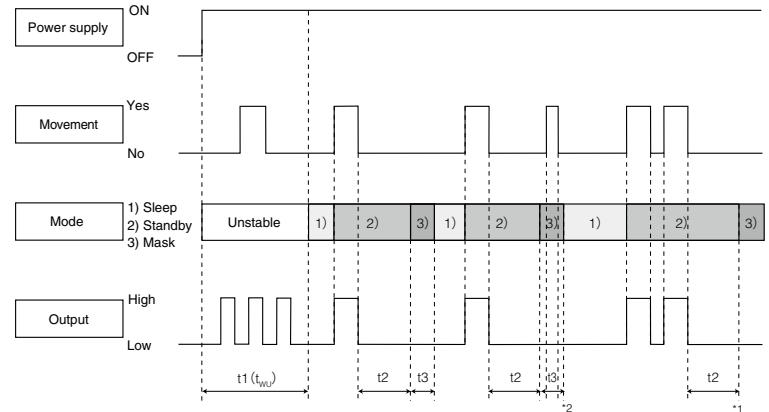 ON
Power supply
OFF
Yes
Movement
No
Mode
1) Sleep
2) Standby
3) Mask
Unstable 1) 2) 3) 1) 2) 3) 1) 2) 3)
High
Output
Low
t1 (tWU) t2 t3 t2 t3 t2
*2 *1